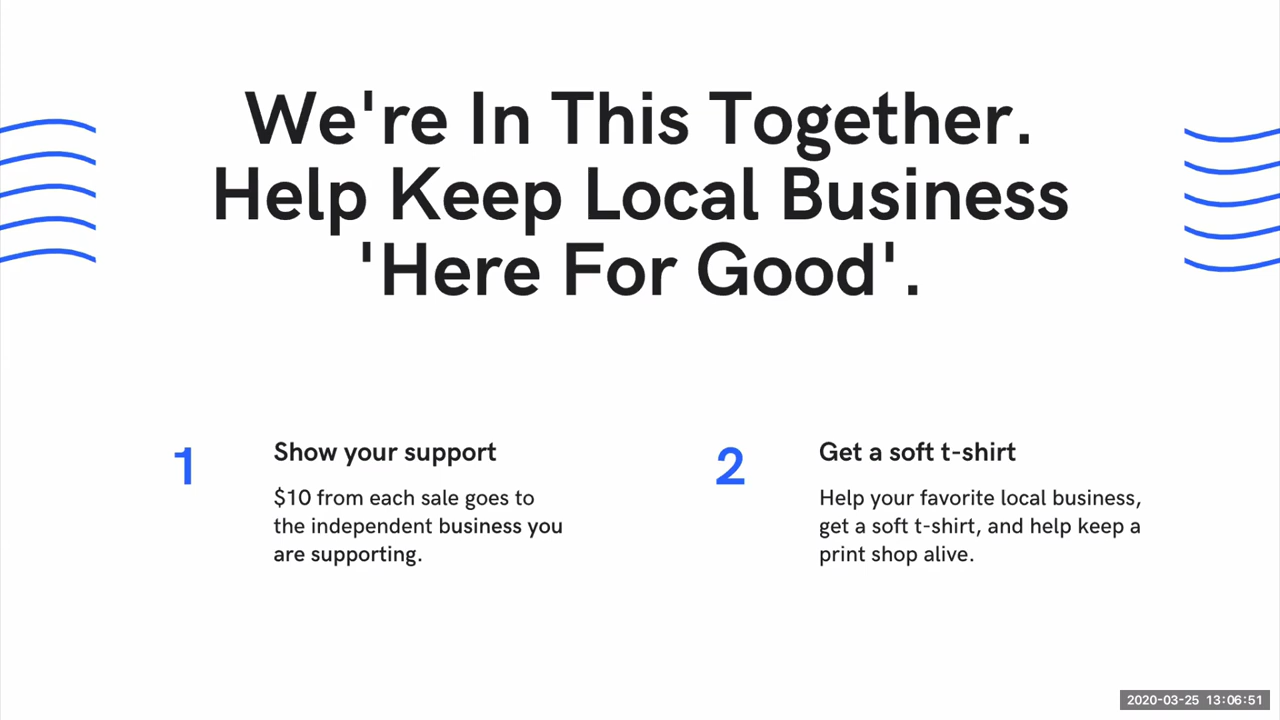 We're In This Together.
Help Keep Local Business
'Here For Good'.
1
Show your support
$10 from each sale goes to
the independent business you
are supporting.
2
Get a soft t-shirt
Help your favorite local business,
get a soft t-shirt, and help keep a
print shop alive.
2020-03-25 13:06:51